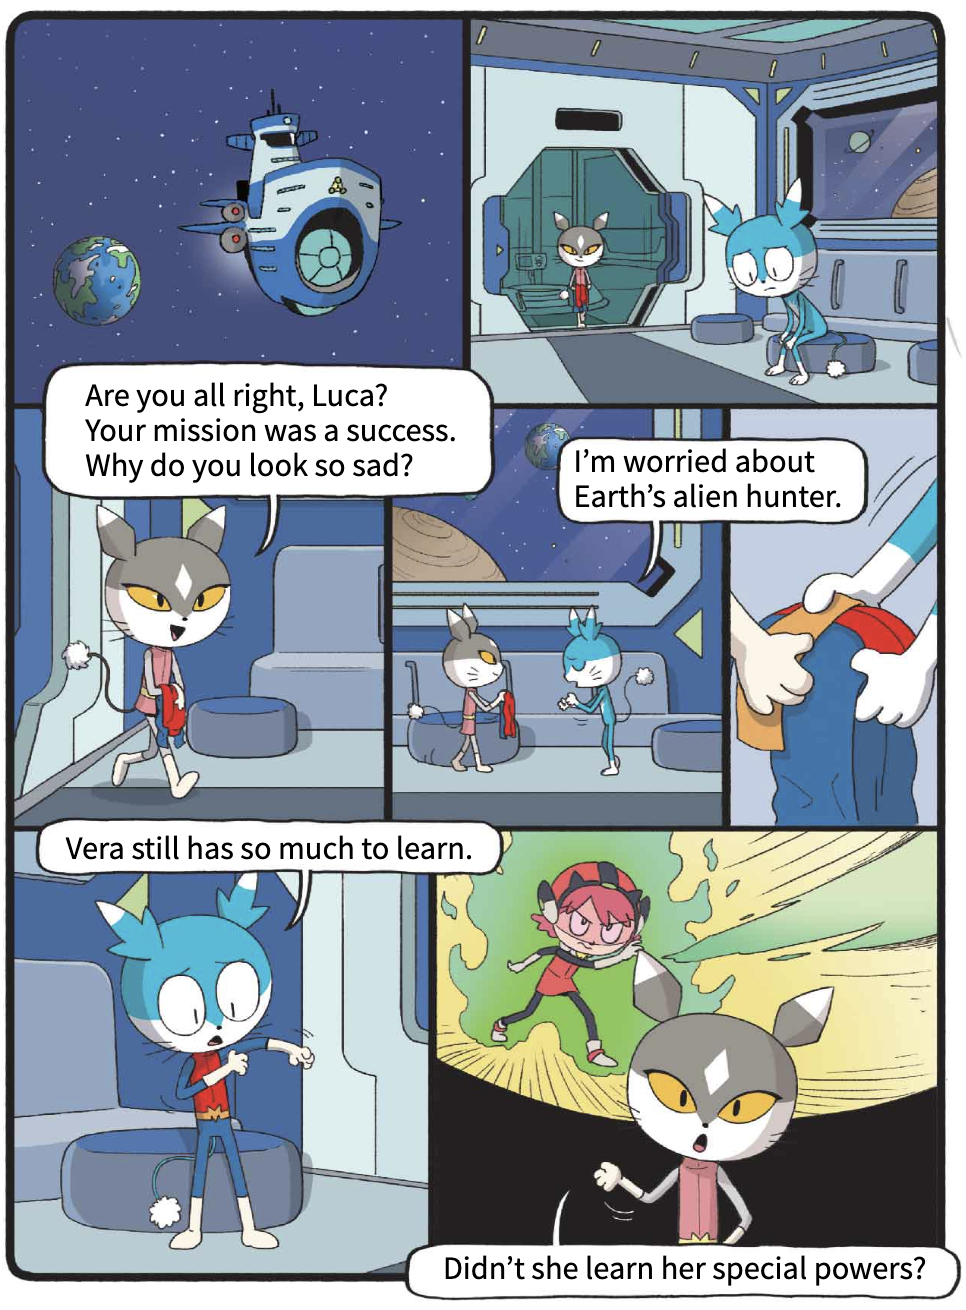 Are you all right, Luca?
Your mission was a success.
Why do you look so sad?
I’m worried about
Earth’s alien hunter.
Vera still has so much to learn.
Didn’t she learn her special powers?